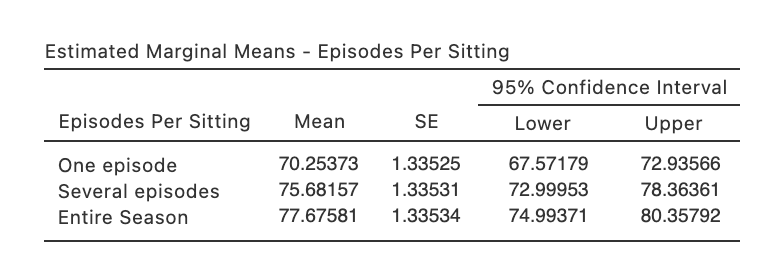 Estimated Marginal Means - Episodes Per Sitting
95% Confidence Interval
Episodes Per Sitting Mean SE Lower Upper
One episode 70.25373 1.33525 67.57179 72.93566
Several episodes 75.68157 1.33531 72.99953 78.36361
Entire Season 77.67581 1.33534 74.99371 80.35792